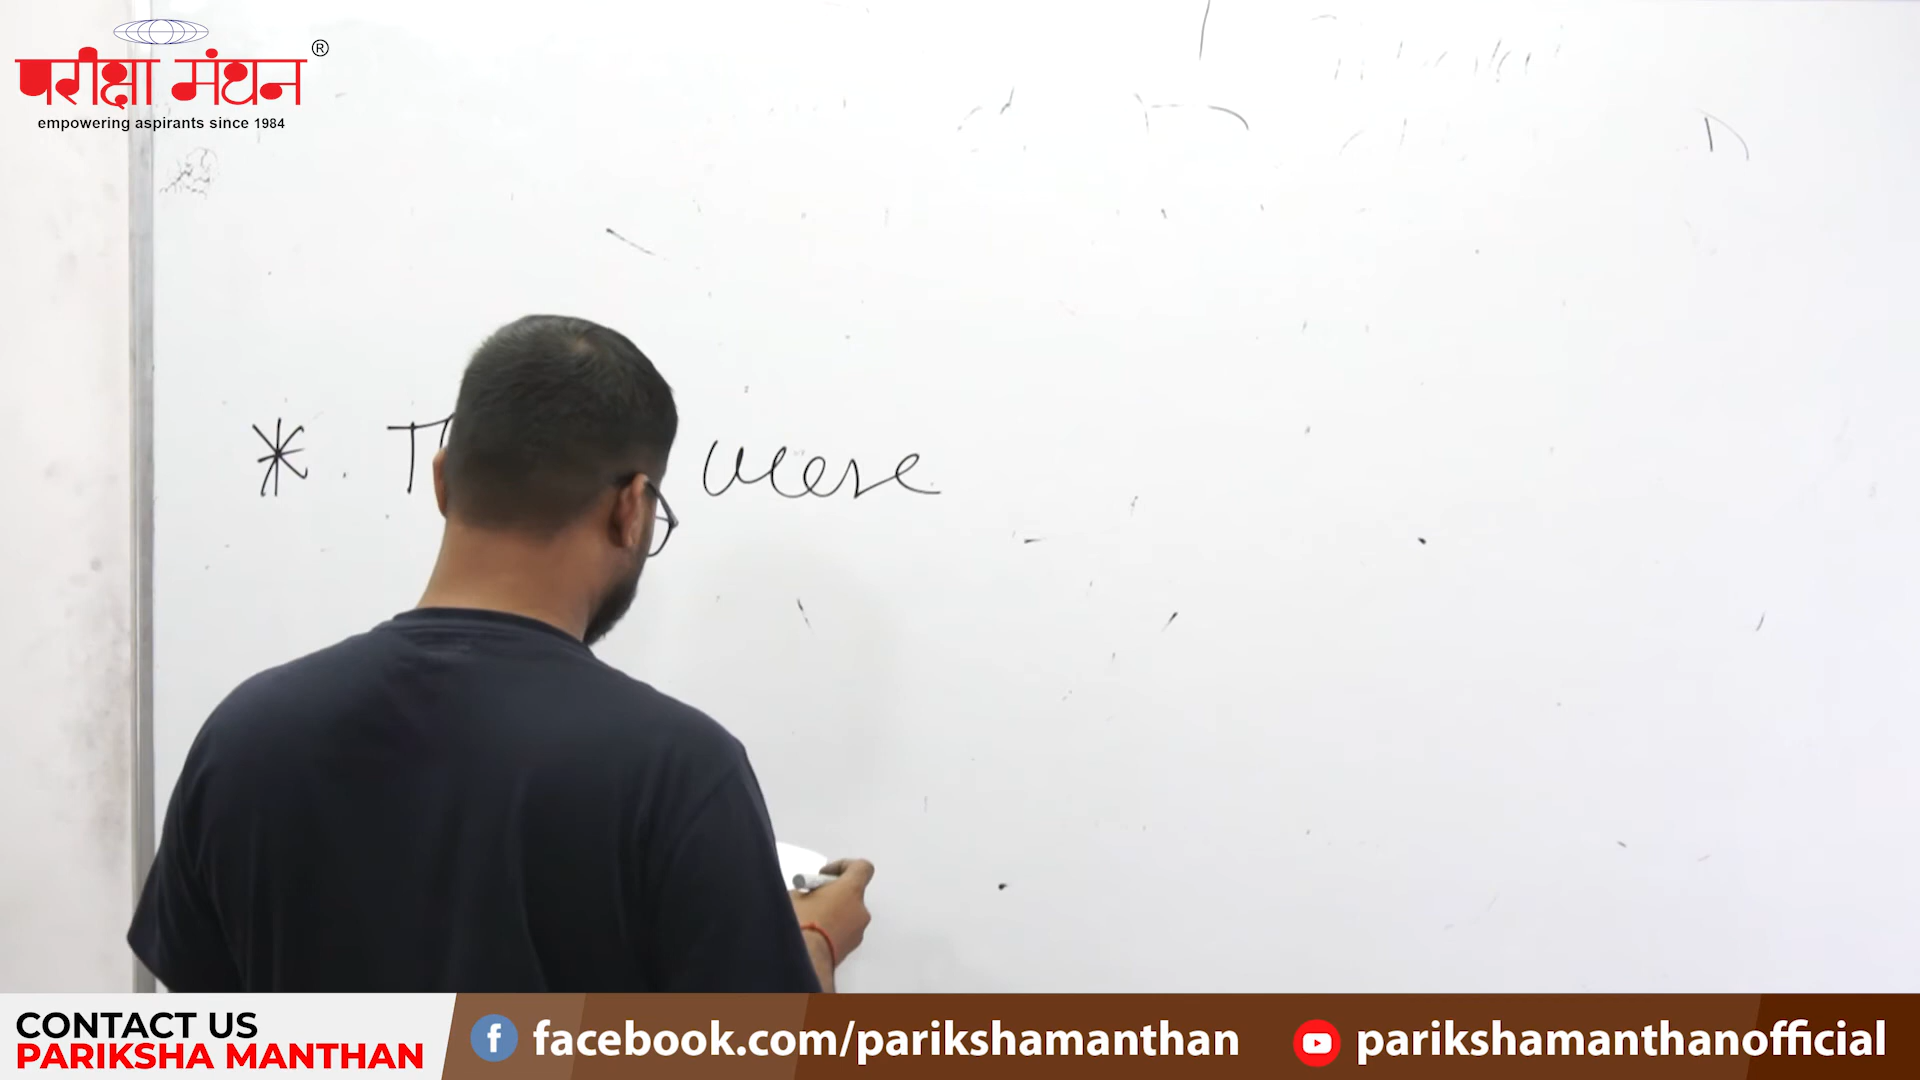 परीक्षा मंथन ®
empowering aspirants since 1984
* . were
CONTACT US
PARIKSHA MANTHAN
facebook.com/parikshamanthan
parikshamanthanofficial